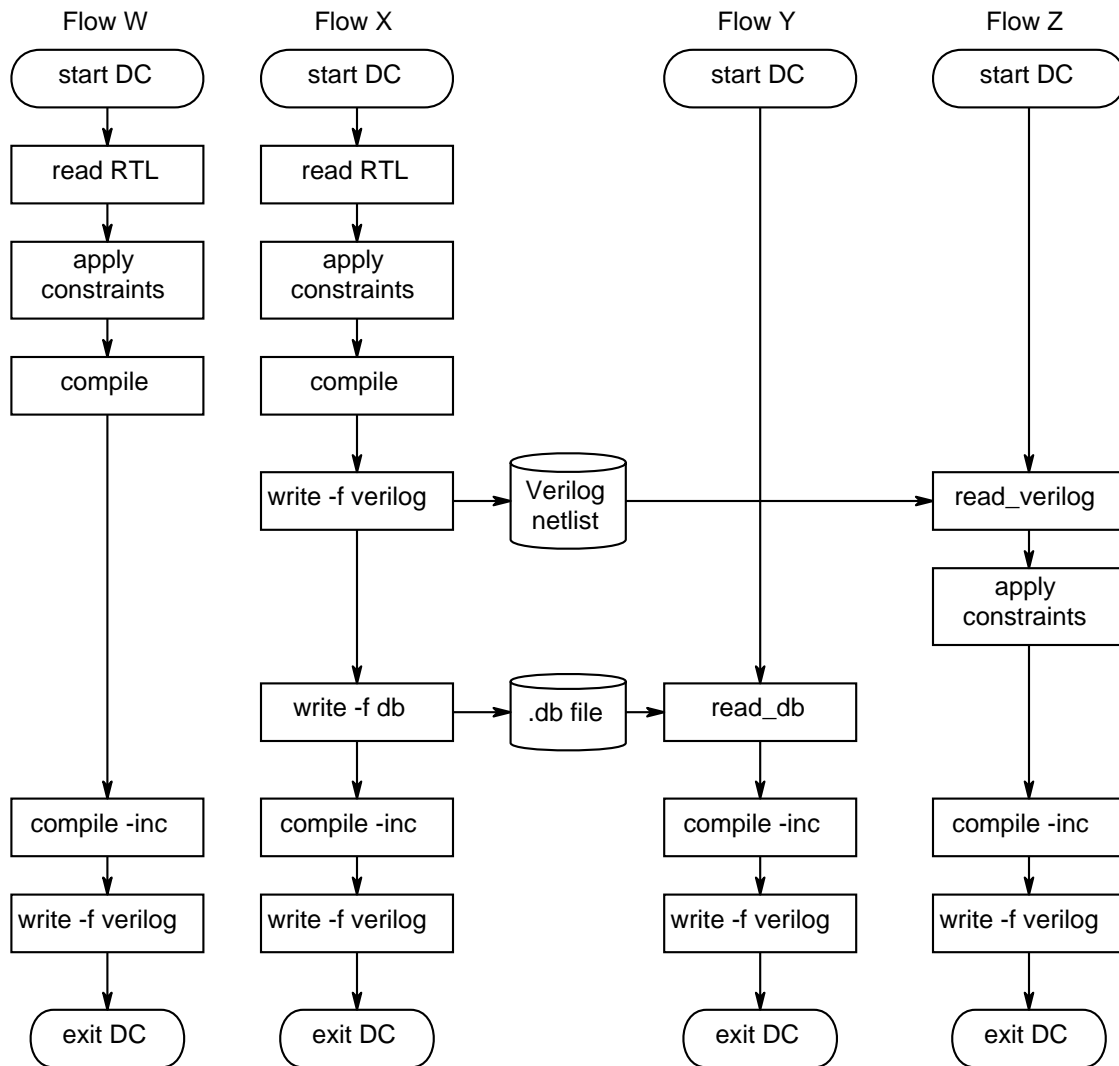 Flow W
Flow X
Flow Y
Flow Z
start DC
start DC
start DC
start DC
read RTL
read RTL
apply
constraints
apply
constraints
compile
compile
write -f verilog
Verilog
netlist
read_verilog
apply
constraints
write -f db
.db file
read_db
compile -inc
compile -inc
compile -inc
compile -inc
write -f verilog
write -f verilog
write -f verilog
write -f verilog
exit DC
exit DC
exit DC
exit DC